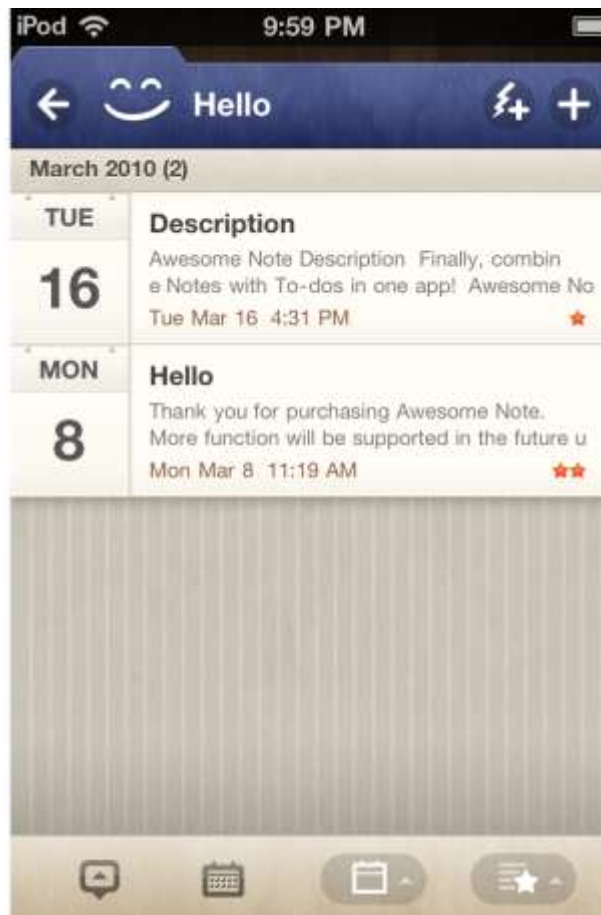 iPod 9:59 PM
Hello
March 2010 (2)
TUE
16
Description
Awesome Note Description Finally, combin
e Notes with To-dos in one app! Awesome No
Tue Mar 16 4:31 PM
MON
8
Hello
Thank you for purchasing Awesome Note.
More function will be supported in the future u
Mon Mar 8 11:19 AM